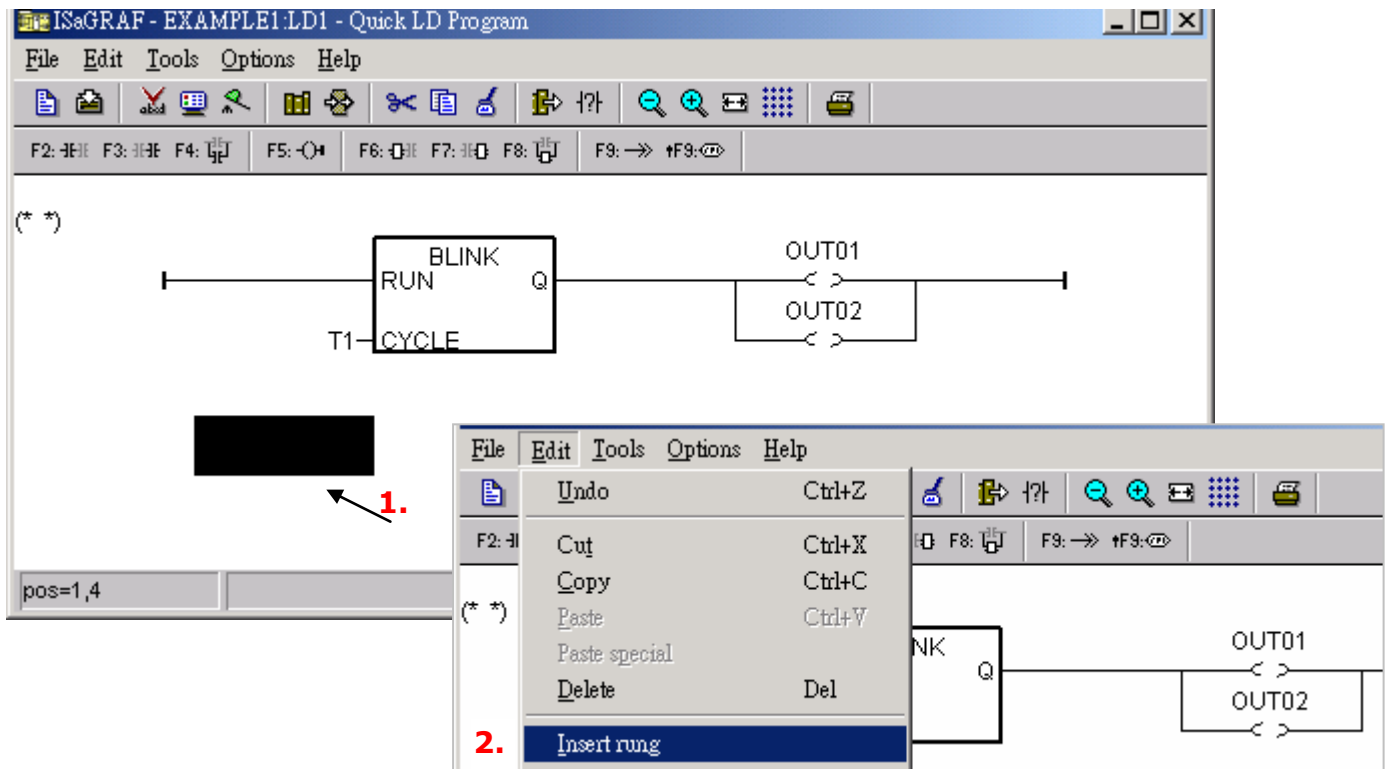 ISaGRAF - EXAMPLE1:LD1 - Quick LD Program
File Edit Tools Options Help
F2: F3: F4: F5: F6: F7: F8: F9: F9:
(* *)
BLINK
RUN Q
T1 CYCLE
OUT01
OUT02
1.
pos=1,4
File Edit Tools Options Help
Undo Ctrl+Z
Cut Ctrl+X
Copy Ctrl+C
Paste Ctrl+V
Paste special
Delete Del
2. Insert rung
F2: F8: F9: F9:
(* *)
NK
Q
OUT01
OUT02